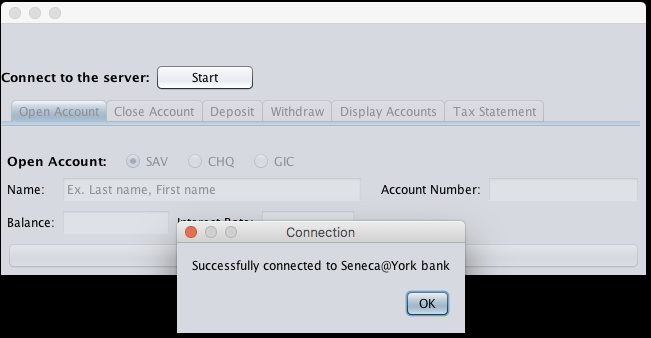 Connect to the server: Start
Open Account Close Account Deposit Withdraw Display Accounts Tax Statement
Open Account: SAV CHQ GIC
Name: Ex. Last name, First name Account Number:
Balance: Interest Rate:
Connection
Successfully connected to Seneca@York bank
OK